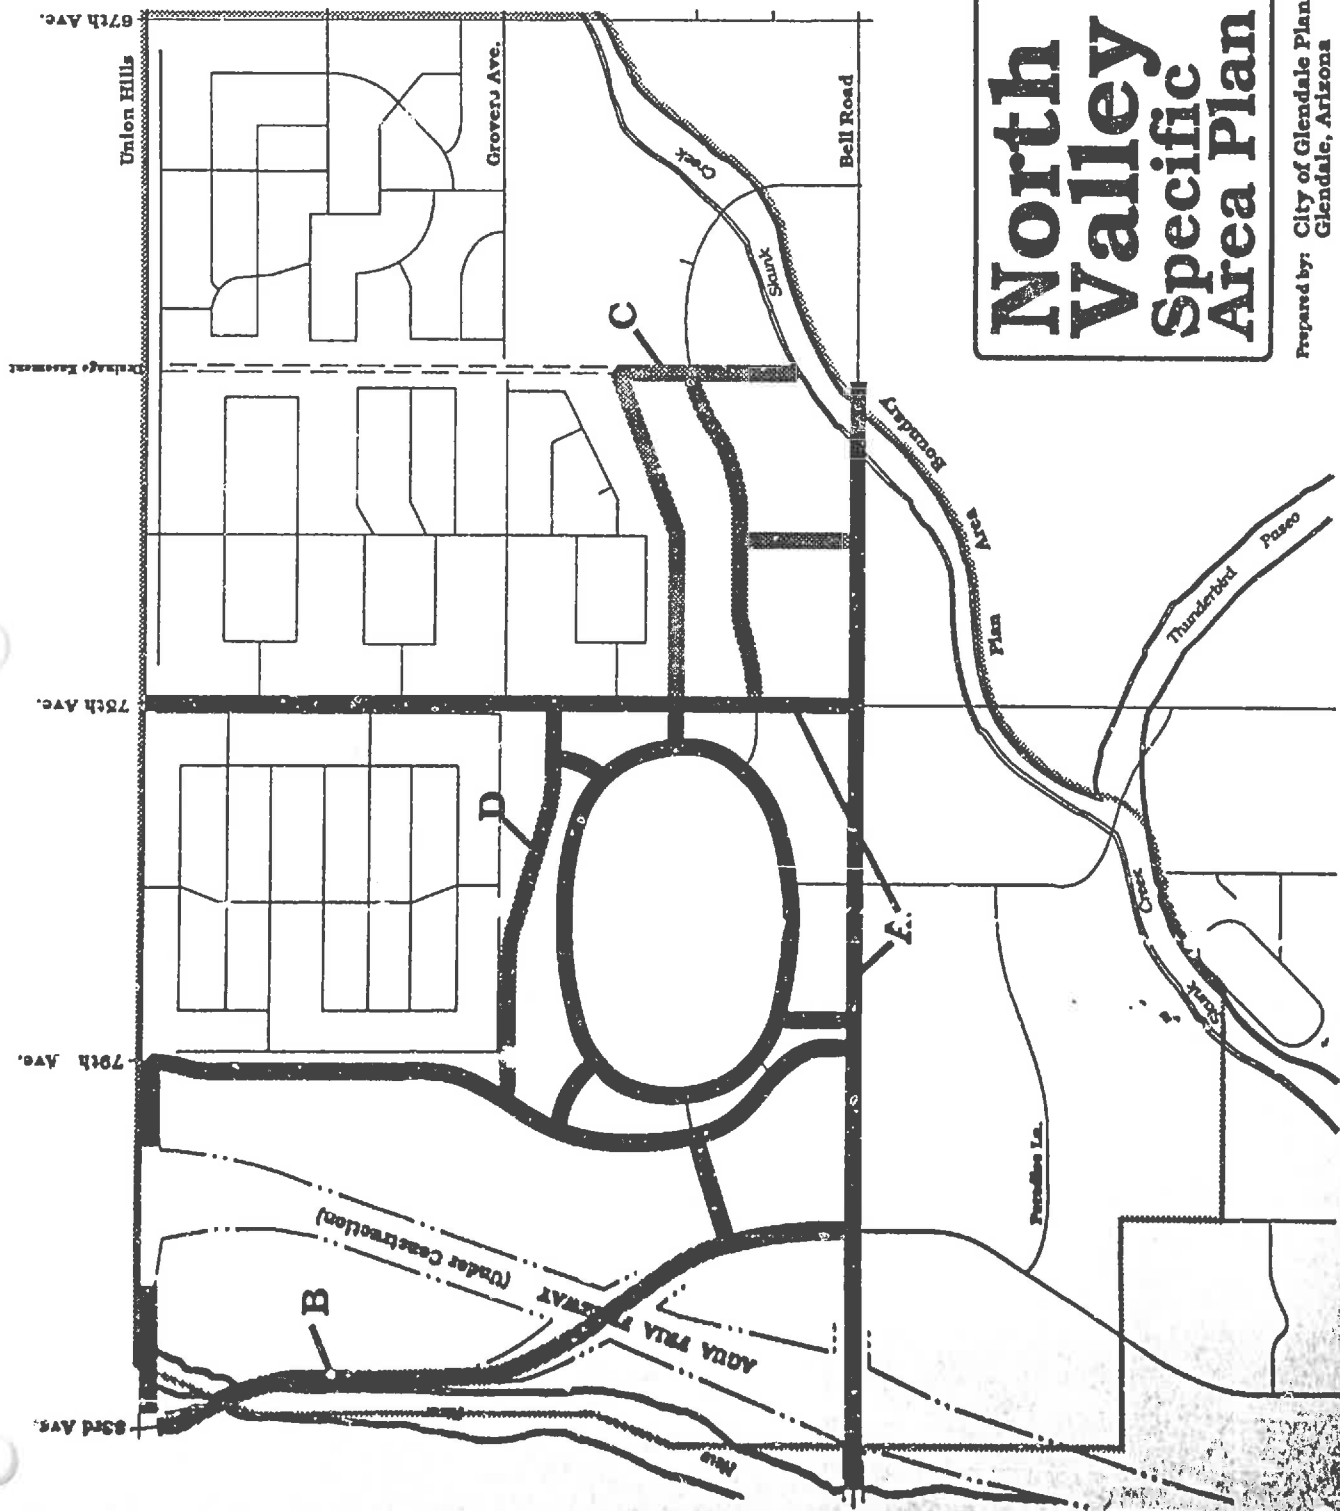 67th Ave.
Union Hills
Grovers Ave.
Bell Road
Creek
Skunk
Drainage Easement
C
Boundary
Area
Plan
Thunderbird
Paseo
75th Ave.
D
A
Creek
Skunk
79th Ave.
Paradise La.
(Under Construction)
AGUA FRIA
B
83rd Ave.
New
North
Valley
Specific
Area Plan
Prepared by: City of Glendale Plan
Glendale, Arizona